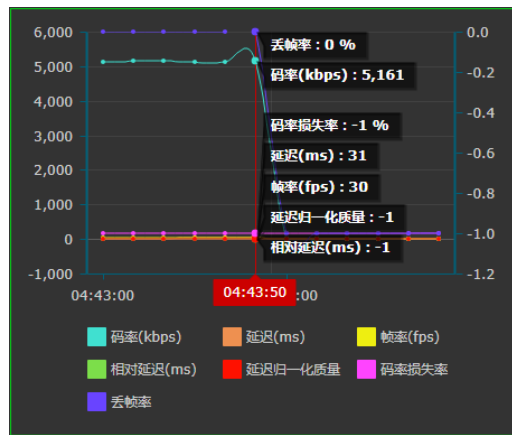 6,000
0.0
丢帧率 : 0 %
5,000
码率(kbps) : 5,161
-0.2
4,000
-0.4
码率损失率 : -1 %
3,000
延迟(ms) : 31
-0.6
2,000
帧率(fps) : 30
-0.8
1,000
延迟归一化质量 : -1
0
-1.0
相对延迟(ms) : -1
-1,000
-1.2
04:43:00
04:43:50
:00
码率(kbps)
延迟(ms)
帧率(fps)
相对延迟(ms)
延迟归一化质量
码率损失率
丢帧率